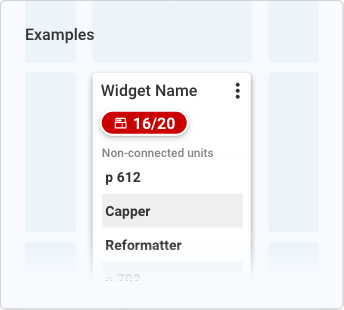 Examples
Widget Name
16/20
Non-connected units
p 612
Capper
Reformatter